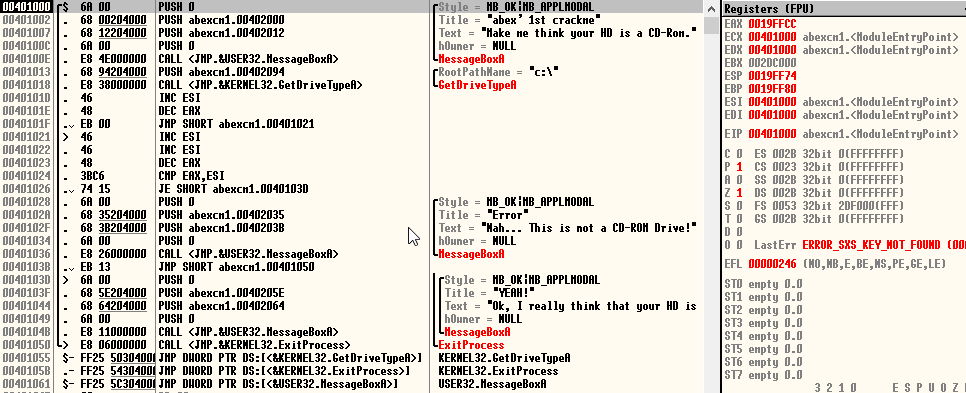 00401000 r$ 6A 00 PUSH 0 Style = MB_OK|MB_APPLMODAL
00401002 . 68 00204000 PUSH abexcm1.00402000 Title = "abex' 1st crackme"
00401007 . 68 12204000 PUSH abexcm1.00402012 Text = "Make me think your HD is a CD-Rom."
0040100C . 6A 00 PUSH 0 hOwner = NULL
0040100E . E8 4E000000 CALL <JMP.&USER32.MessageBoxA> MessageBoxA
00401013 . 68 94204000 PUSH abexcm1.00402094 RootPathName = "c:\"
00401018 . E8 38000000 CALL <JMP.&KERNEL32.GetDriveTypeA> GetDriveTypeA
0040101D . 46 INC ESI
0040101E . 48 DEC EAX
0040101F .v EB 00 JMP SHORT abexcm1.00401021
00401021 > 46 INC ESI
00401022 . 46 INC ESI
00401023 . 48 DEC EAX
00401024 . 3BC6 CMP EAX,ESI
00401026 .v 74 15 JE SHORT abexcm1.0040103D
00401028 . 6A 00 PUSH 0 Style = MB_OK|MB_APPLMODAL
0040102A . 68 35204000 PUSH abexcm1.00402035 Title = "Error"
0040102F . 68 3B204000 PUSH abexcm1.0040203B Text = "Nah... This is not a CD-ROM Drive!"
00401034 . 6A 00 PUSH 0 hOwner = NULL
00401036 . E8 26000000 CALL <JMP.&USER32.MessageBoxA> MessageBoxA
0040103B .v EB 13 JMP SHORT abexcm1.00401050
0040103D > 6A 00 PUSH 0 Style = MB_OK|MB_APPLMODAL
0040103F . 68 5E204000 PUSH abexcm1.0040205E Title = "YEAH!"
00401044 . 68 64204000 PUSH abexcm1.00402064 Text = "Ok, I really think that your HD is
00401049 . 6A 00 PUSH 0 hOwner = NULL
0040104B . E8 11000000 CALL <JMP.&USER32.MessageBoxA> MessageBoxA
00401050 > E8 06000000 CALL <JMP.&KERNEL32.ExitProcess> ExitProcess
00401055 $- FF25 50304000 JMP DWORD PTR DS:[<&KERNEL32.GetDriveTypeA>] KERNEL32.GetDriveTypeA
0040105B .- FF25 54304000 JMP DWORD PTR DS:[<&KERNEL32.ExitProcess>] KERNEL32.ExitProcess
00401061 $- FF25 5C304000 JMP DWORD PTR DS:[<&USER32.MessageBoxA>] USER32.MessageBoxA
Registers (FPU)
EAX 0019FFCC
ECX 00401000 abexcm1.<ModuleEntryPoint>
EDX 00401000 abexcm1.<ModuleEntryPoint>
EBX 002DC000
ESP 0019FF74
EBP 0019FF80
ESI 00401000 abexcm1.<ModuleEntryPoint>
EDI 00401000 abexcm1.<ModuleEntryPoint>
EIP 00401000 abexcm1.<ModuleEntryPoint>
C 0 ES 002B 32bit 0(FFFFFFFF)
P 1 CS 0023 32bit 0(FFFFFFFF)
A 0 SS 002B 32bit 0(FFFFFFFF)
Z 1 DS 002B 32bit 0(FFFFFFFF)
S 0 FS 0053 32bit 2DF000(FFF)
T 0 GS 002B 32bit 0(FFFFFFFF)
D 0
O 0 LastErr ERROR_SXS_KEY_NOT_FOUND (000
EFL 00000246 (NO,NB,E,BE,NS,PE,GE,LE)
ST0 empty 0.0
ST1 empty 0.0
ST2 empty 0.0
ST3 empty 0.0
ST4 empty 0.0
ST5 empty 0.0
ST6 empty 0.0
ST7 empty 0.0
3 2 1 0 E S P U O Z